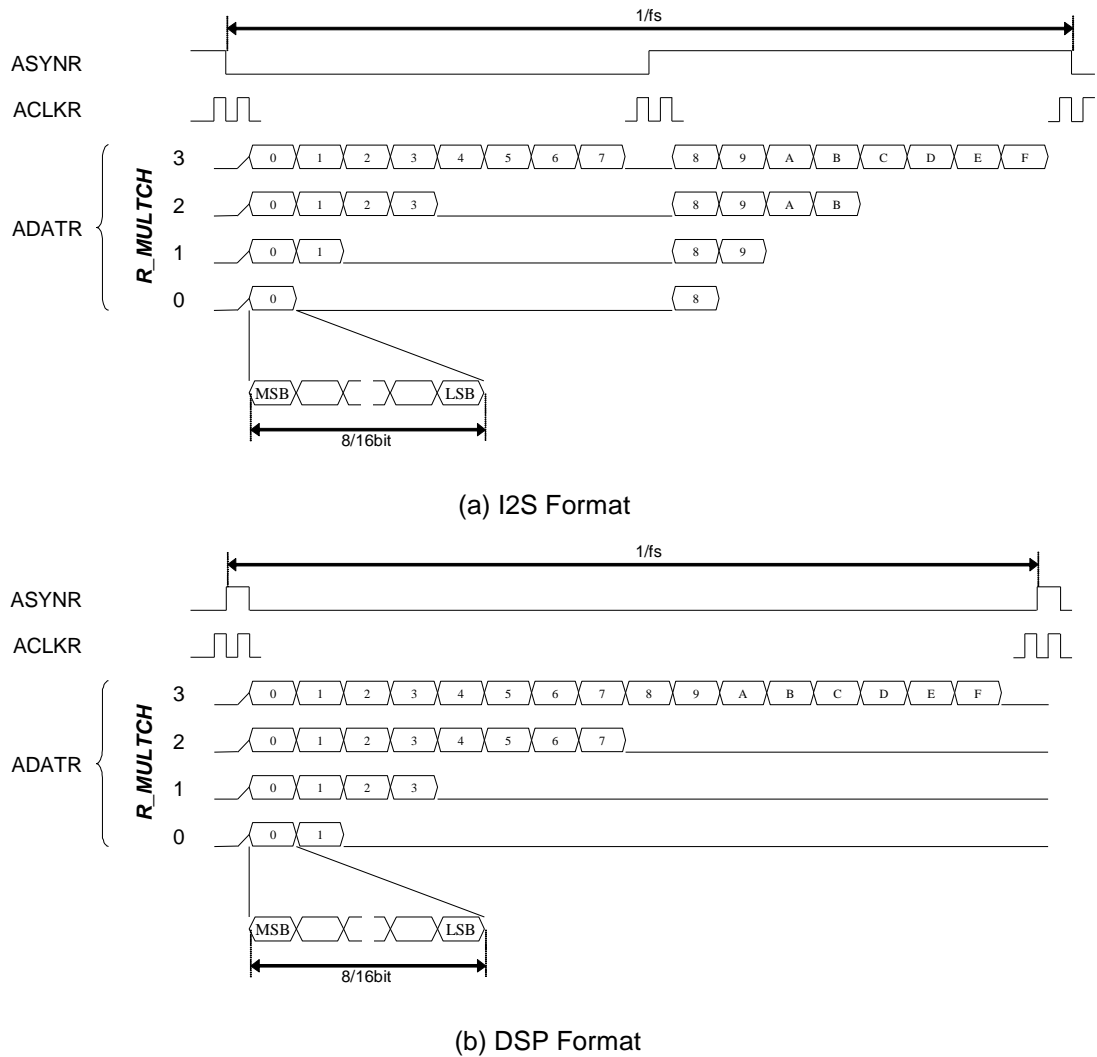 1/fs
ASYNR
ACLKR
ADATR
R_MULTCH
3 0 1 2 3 4 5 6 7 8 9 A B C D E F
2 0 1 2 3 8 9 A B
1 0 1 8 9
0 0 8
MSB LSB
8/16bit
(a) I2S Format
1/fs
ASYNR
ACLKR
ADATR
R_MULTCH
3 0 1 2 3 4 5 6 7 8 9 A B C D E F
2 0 1 2 3 4 5 6 7
1 0 1 2 3
0 0 1
MSB LSB
8/16bit
(b) DSP Format